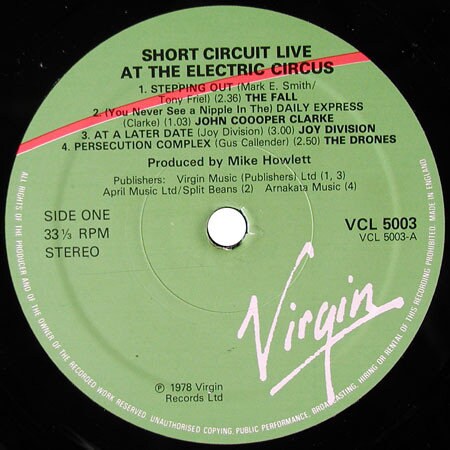 SHORT CIRCUIT LIVE
AT THE ELECTRIC CIRCUS
1. STEPPING OUT (Mark E. Smith/
Tony Friel) (2.36) THE FALL
2. (You Never See a Nipple In The) DAILY EXPRESS
(Clarke) (1.03) JOHN COOOPER CLARKE
3. AT A LATER DATE (Joy Division) (3.00) JOY DIVISION
4. PERSECUTION COMPLEX (Gus Callender) (2.50) THE DRONES
Produced by Mike Howlett
Publishers: Virgin Music (Publishers) Ltd (1, 3)
April Music Ltd/Split Beans (2) Arnakata Music (4)
SIDE ONE
33⅓ RPM
STEREO
VCL 5003
VCL 5003-A
Virgin
℗ 1978 Virgin
Records Ltd
ALL RIGHTS OF THE PRODUCER AND OF THE OWNER OF THE RECORDED WORK RESERVED. UNAUTHORISED COPYING, PUBLIC PERFORMANCE, BROADCASTING, HIRING OR RENTAL OF THIS RECORDING PROHIBITED. MADE IN ENGLAND.